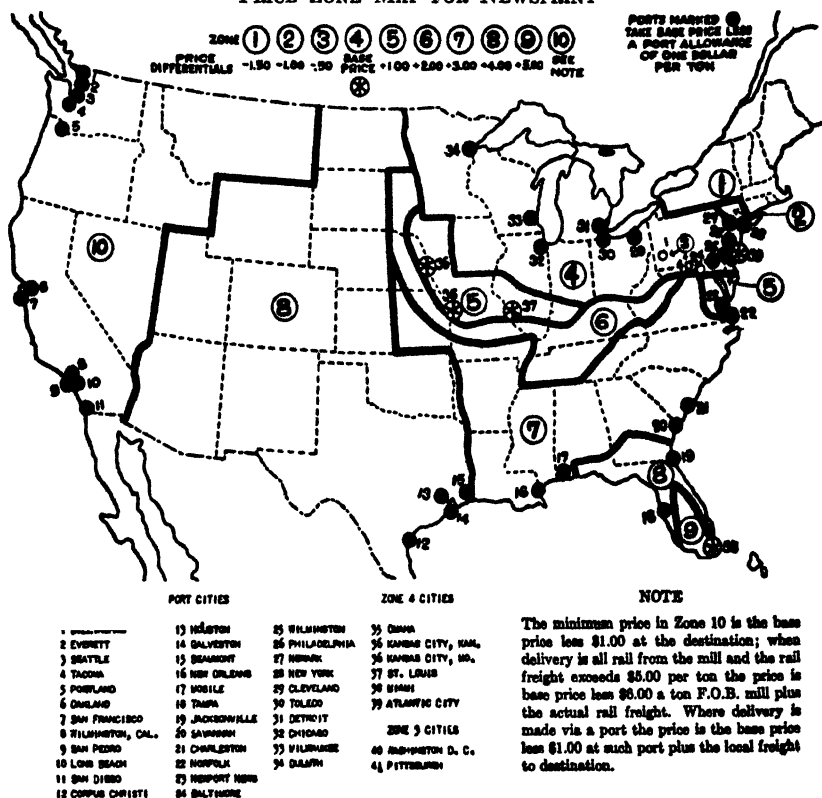 PRICE ZONE MAP FOR NEWSPRINT
ZONE 1 2 3 4 5 6 7 8 9 10
PRICE DIFFERENTIALS -1.50 -1.00 -.50 BASE PRICE +1.00 +2.00 +3.00 +4.00 +5.00 SEE NOTE
PORTS MARKED
TAKE BASE PRICE LESS
A PORT ALLOWANCE
OF ONE DOLLAR
PER TON
PORT CITIES
1
2 EVERETT
3 SEATTLE
4 TACOMA
5 PORTLAND
6 OAKLAND
7 SAN FRANCISCO
8 WILMINGTON, CAL.
9 SAN PEDRO
10 LONG BEACH
11 SAN DIEGO
12 CORPUS CHRISTI
13 HOUSTON
14 GALVESTON
15 BEAUMONT
16 NEW ORLEANS
17 MOBILE
18 TAMPA
19 JACKSONVILLE
20 SAVANNAH
21 CHARLESTON
22 NORFOLK
23 NEWPORT NEWS
24 BALTIMORE
25 WILMINGTON
26 PHILADELPHIA
27 NEWARK
28 NEW YORK
29 CLEVELAND
30 TOLEDO
31 DETROIT
32 CHICAGO
33 MILWAUKEE
34 DULUTH
ZONE 4 CITIES
35 OMAHA
36 KANSAS CITY, KAN.
36 KANSAS CITY, MO.
37 ST. LOUIS
38 MIAMI
39 ATLANTIC CITY
ZONE 3 CITIES
40 WASHINGTON D. C.
41 PITTSBURGH
NOTE
The minimum price in Zone 10 is the base
price less $1.00 at the destination; when
delivery is all rail from the mill and the rail
freight exceeds $5.00 per ton the price is
base price less $6.00 a ton F.O.B. mill plus
the actual rail freight. Where delivery is
made via a port the price is the base price
less $1.00 at such port plus the local freight
to destination.